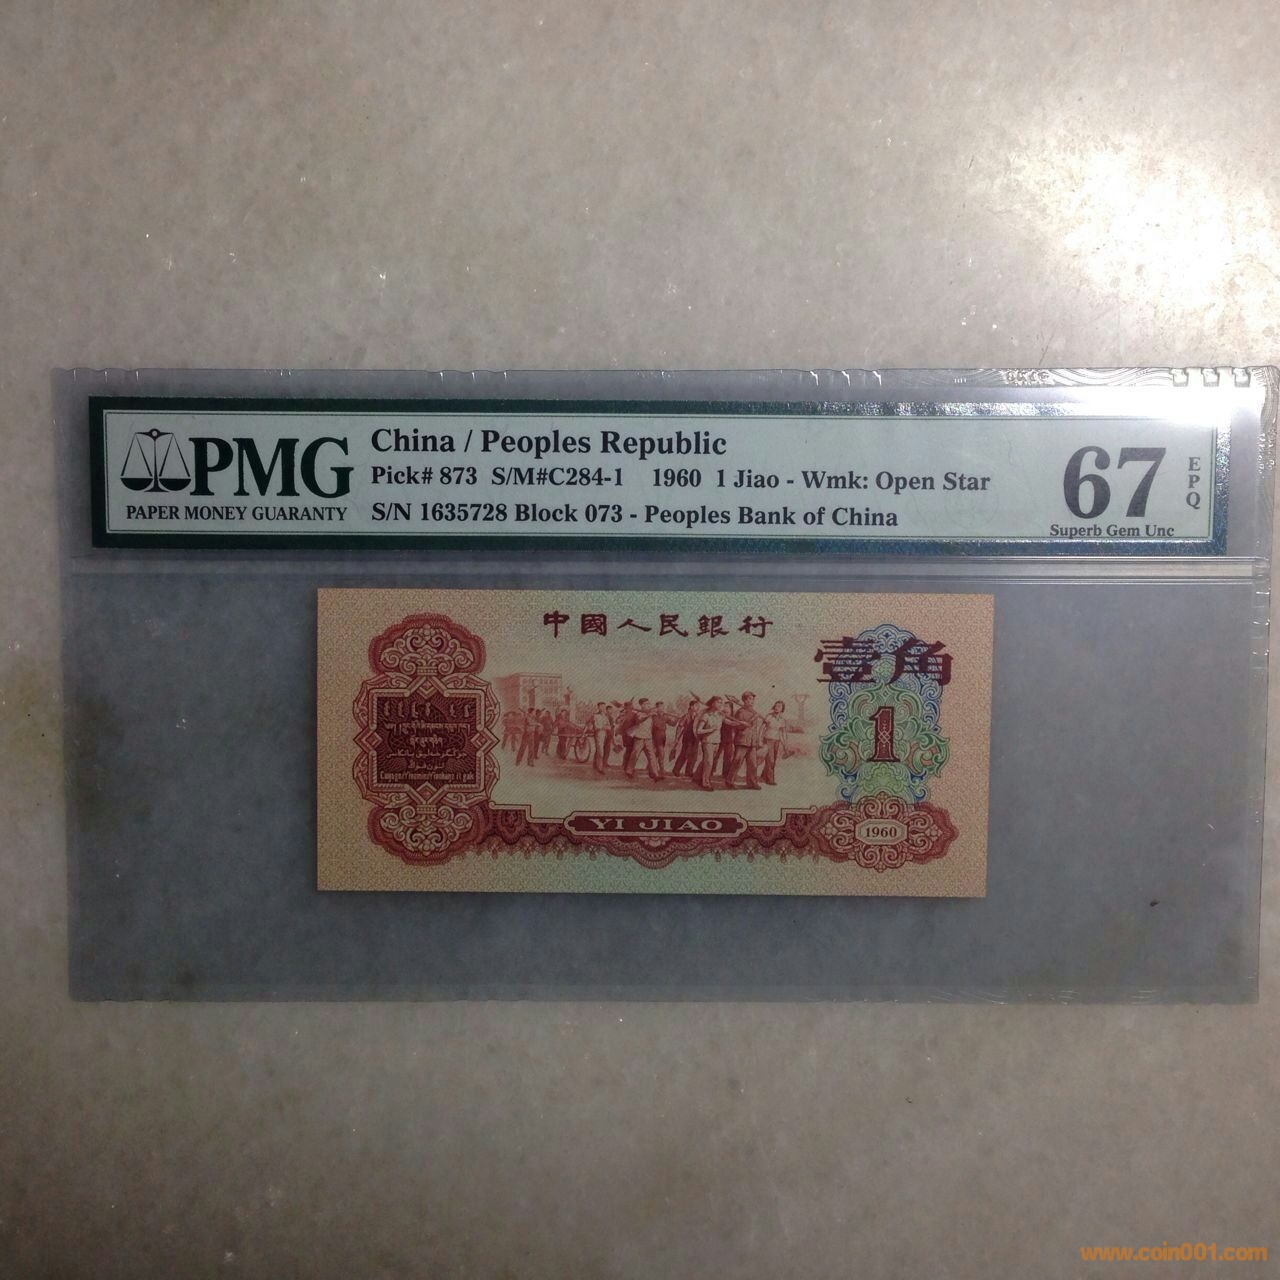 PMG
PAPER MONEY GUARANTY
China / Peoples Republic
Pick# 873 S/M#C284-1 1960 1 Jiao - Wmk: Open Star
S/N 1635728 Block 073 - Peoples Bank of China
67
EPQ
Superb Gem Unc
中國人民銀行
壹角
1
YI JIAO
1960
www.coin001.com